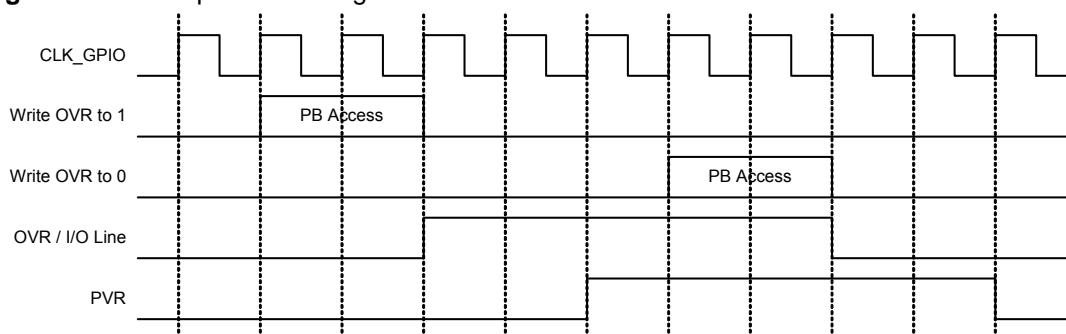 CLK_GPIO
Write OVR to 1
PB Access
Write OVR to 0
PB Access
OVR / I/O Line
PVR